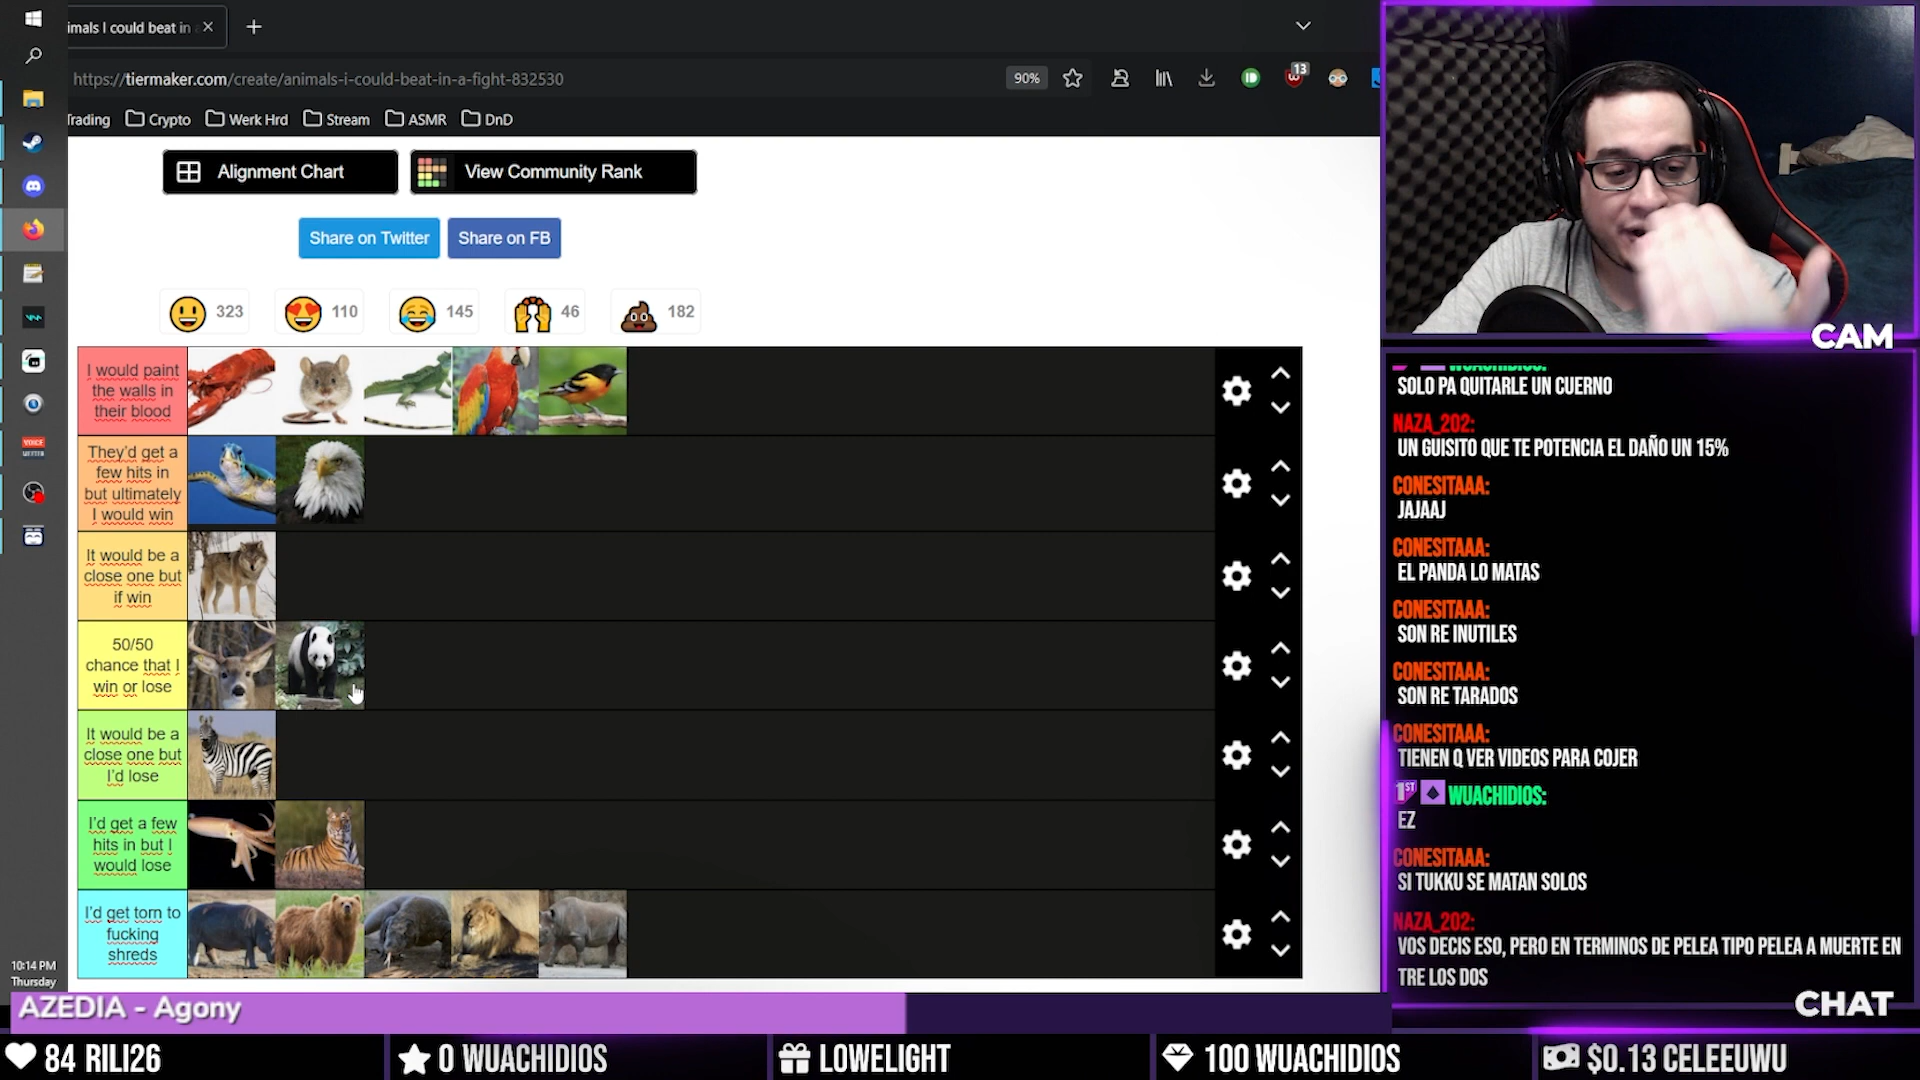 imals I could beat in
https://tiermaker.com/create/animals-i-could-beat-in-a-fight-832530
90%
13
Trading
Crypto
Werk Hrd
Stream
ASMR
DnD
Alignment Chart
View Community Rank
Share on Twitter
Share on FB
323
110
145
46
182
I would paint
the walls in
their blood
They'd get a
few hits in
but ultimately
I would win
It would be a
close one but
if win
50/50
chance that I
win or lose
It would be a
close one but
I'd lose
I'd get a few
hits in but I
would lose
I'd get torn to
fucking
shreds
10:14 PM
Thursday
CAM
WUACHIDIOS:
SOLO PA QUITARLE UN CUERNO
NAZA_202:
UN GUISITO QUE TE POTENCIA EL DAÑO UN 15%
CONESITAAA:
JAJAAJ
CONESITAAA:
EL PANDA LO MATAS
CONESITAAA:
SON RE INUTILES
CONESITAAA:
SON RE TARADOS
CONESITAAA:
TIENEN Q VER VIDEOS PARA COJER
1ST WUACHIDIOS:
EZ
CONESITAAA:
SI TUKKU SE MATAN SOLOS
NAZA_202:
VOS DECIS ESO, PERO EN TERMINOS DE PELEA TIPO PELEA A MUERTE EN
TRE LOS DOS
CHAT
AZEDIA - Agony
84 RILI26
0 WUACHIDIOS
LOWELIGHT
100 WUACHIDIOS
$0.13 CELEEUWU